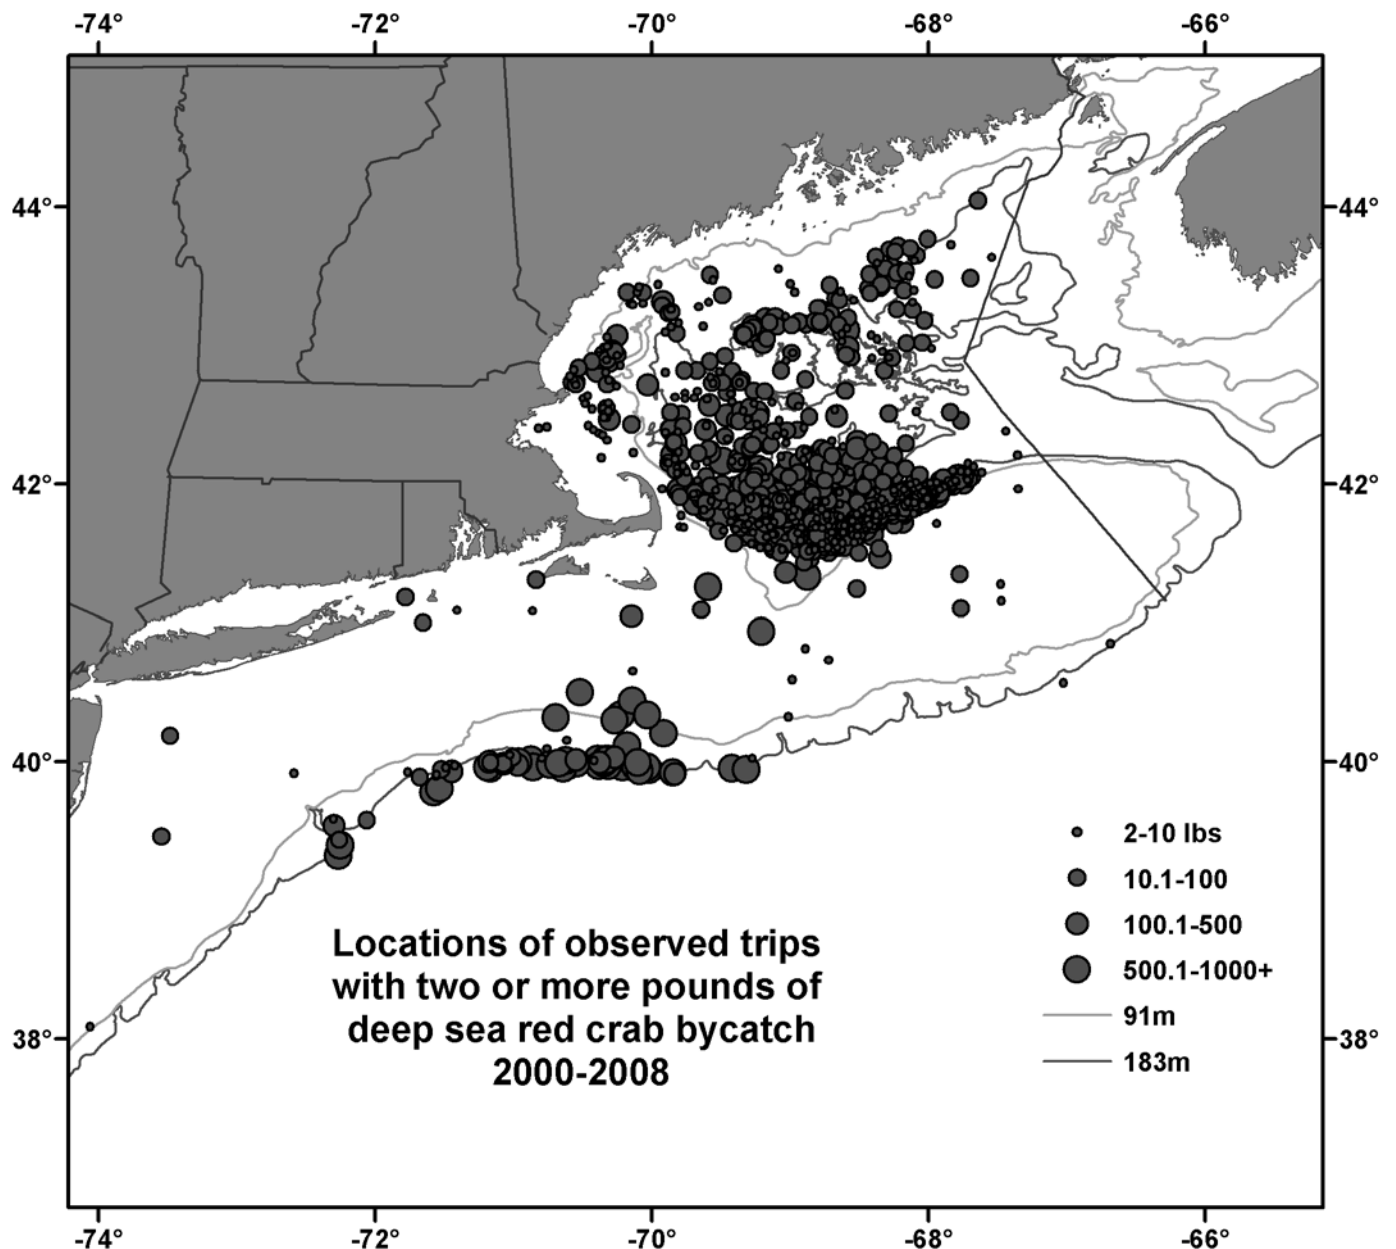 -74° -72° -70° -68° -66°
44° 44°
42° 42°
40° 40°
2-10 lbs
10.1-100
100.1-500
500.1-1000+
91m
183m
Locations of observed trips
with two or more pounds of
deep sea red crab bycatch
2000-2008
38° 38°
-74° -72° -70° -68° -66°